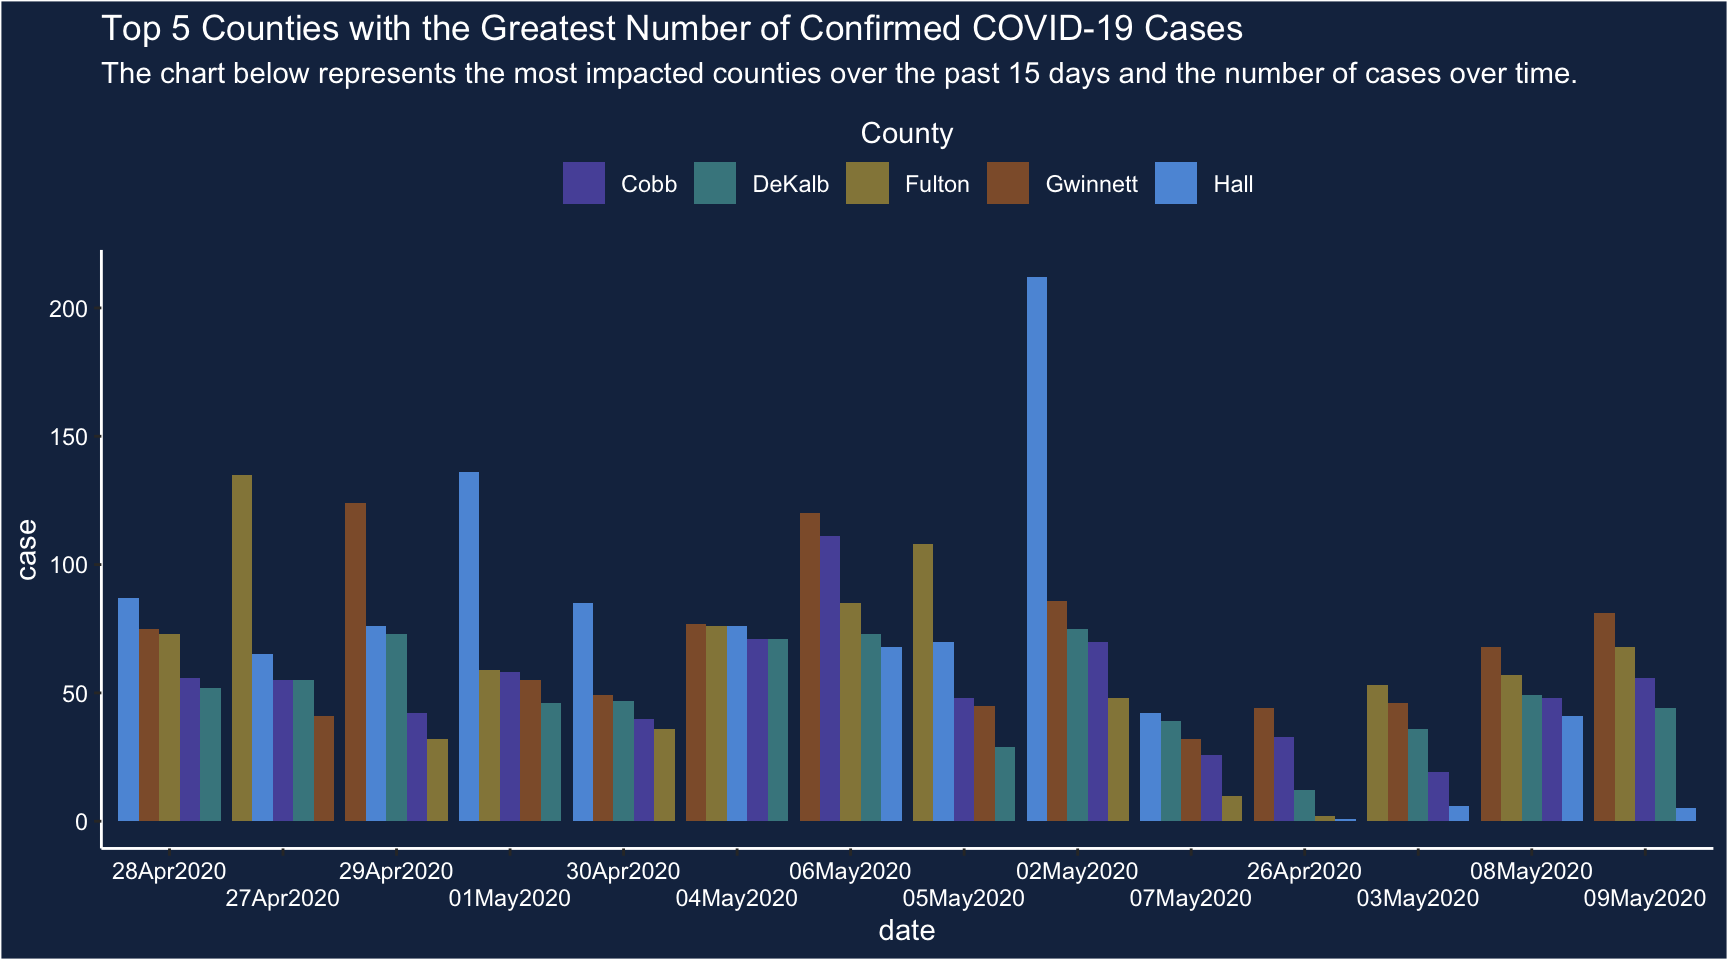 Top 5 Counties with the Greatest Number of Confirmed COVID-19 Cases
The chart below represents the most impacted counties over the past 15 days and the number of cases over time.
County
Cobb DeKalb Fulton Gwinnett Hall
case
200
150
100
50
0
28Apr2020 29Apr2020 30Apr2020 06May2020 02May2020 26Apr2020 08May2020
27Apr2020 01May2020 04May2020 05May2020 07May2020 03May2020 09May2020
date